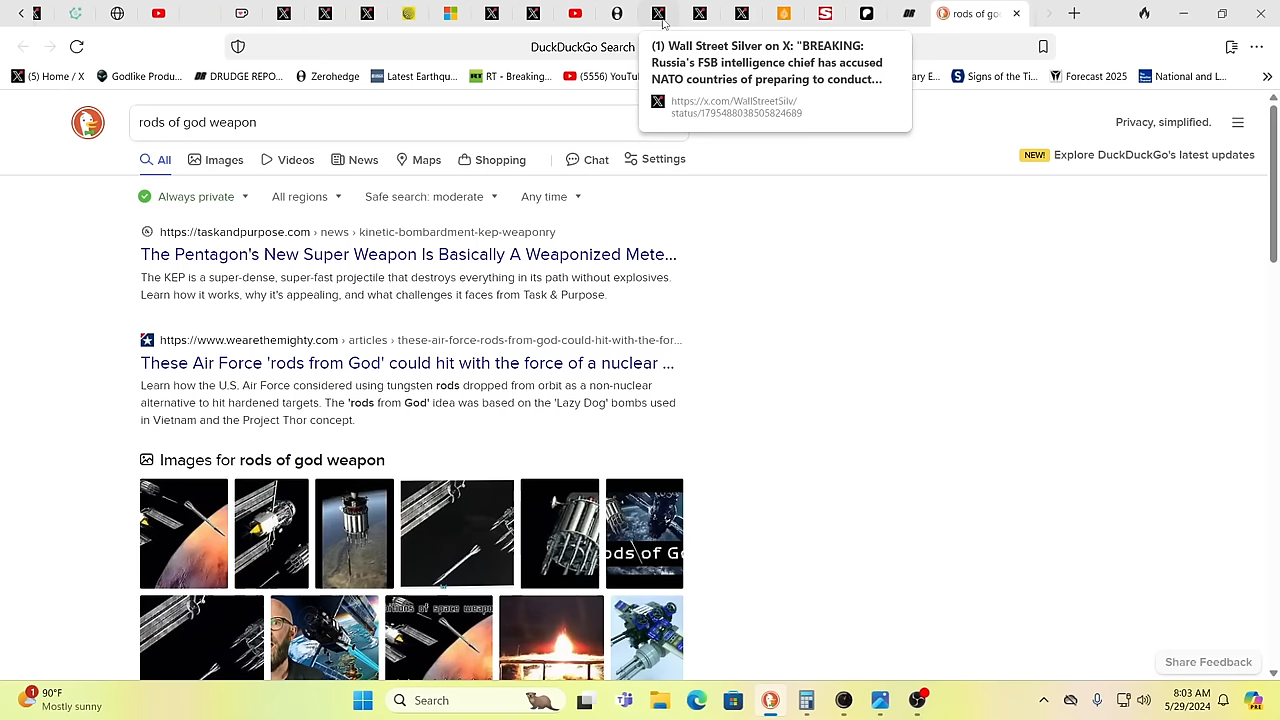 rods of go
DuckDuckGo Search
(1) Wall Street Silver on X: "BREAKING:
Russia's FSB intelligence chief has accused
NATO countries of preparing to conduct...
https://x.com/WallStreetSilv/
status/1795488038505824689
(5) Home / X
Godlike Produ...
DRUDGE REPO...
Zerohedge
Latest Earthqu...
RT - Breaking...
(5556) YouTu
ary E...
Signs of the Ti...
Forecast 2025
National and L...
rods of god weapon
Privacy, simplified.
All
Images
Videos
News
Maps
Shopping
Chat
Settings
NEW!
Explore DuckDuckGo's latest updates
Always private
All regions
Safe search: moderate
Any time
https://taskandpurpose.com › news › kinetic-bombardment-kep-weaponry
The Pentagon's New Super Weapon Is Basically A Weaponized Mete...
The KEP is a super-dense, super-fast projectile that destroys everything in its path without explosives.
Learn how it works, why it's appealing, and what challenges it faces from Task & Purpose.
https://www.wearethemighty.com › articles › these-air-force-rods-from-god-could-hit-with-the-for...
These Air Force 'rods from God' could hit with the force of a nuclear ...
Learn how the U.S. Air Force considered using tungsten rods dropped from orbit as a non-nuclear
alternative to hit hardened targets. The 'rods from God' idea was based on the 'Lazy Dog' bombs used
in Vietnam and the Project Thor concept.
Images for rods of god weapon
ods of G
itions of space weapo
Share Feedback
1
90°F
Mostly sunny
Search
8:03 AM
5/29/2024
PRE